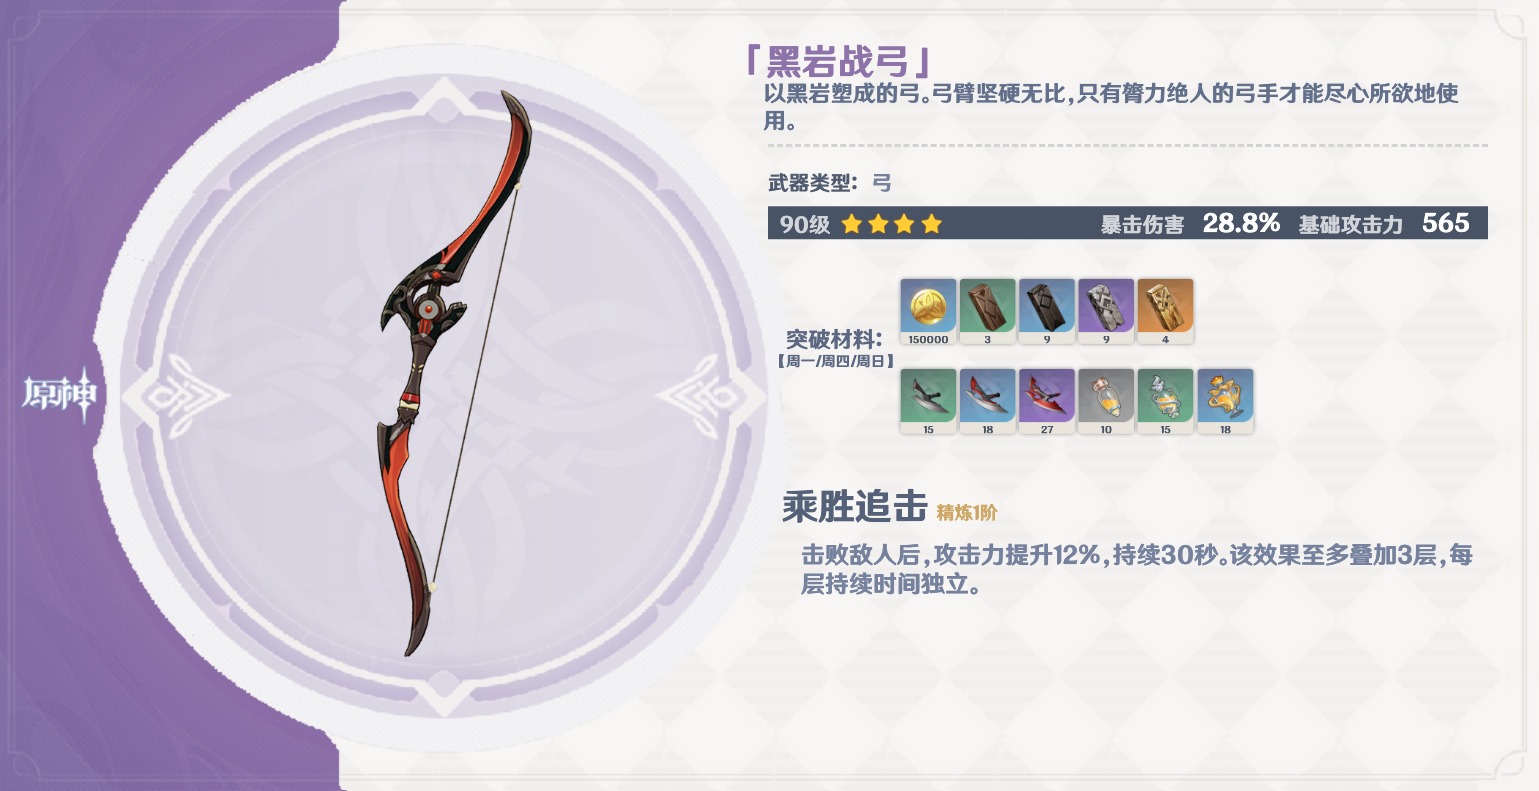 「黑岩战弓」
以黑岩塑成的弓。弓臂坚硬无比,只有膂力绝人的弓手才能尽心所欲地使
用。
武器类型: 弓
90级 暴击伤害 28.8% 基础攻击力 565
150000 3 9 9 4
突破材料:
【周一/周四/周日】
原神
15 18 27 10 15 18
乘胜追击 精炼1阶
击败敌人后,攻击力提升12%,持续30秒。该效果至多叠加3层,每
层持续时间独立。